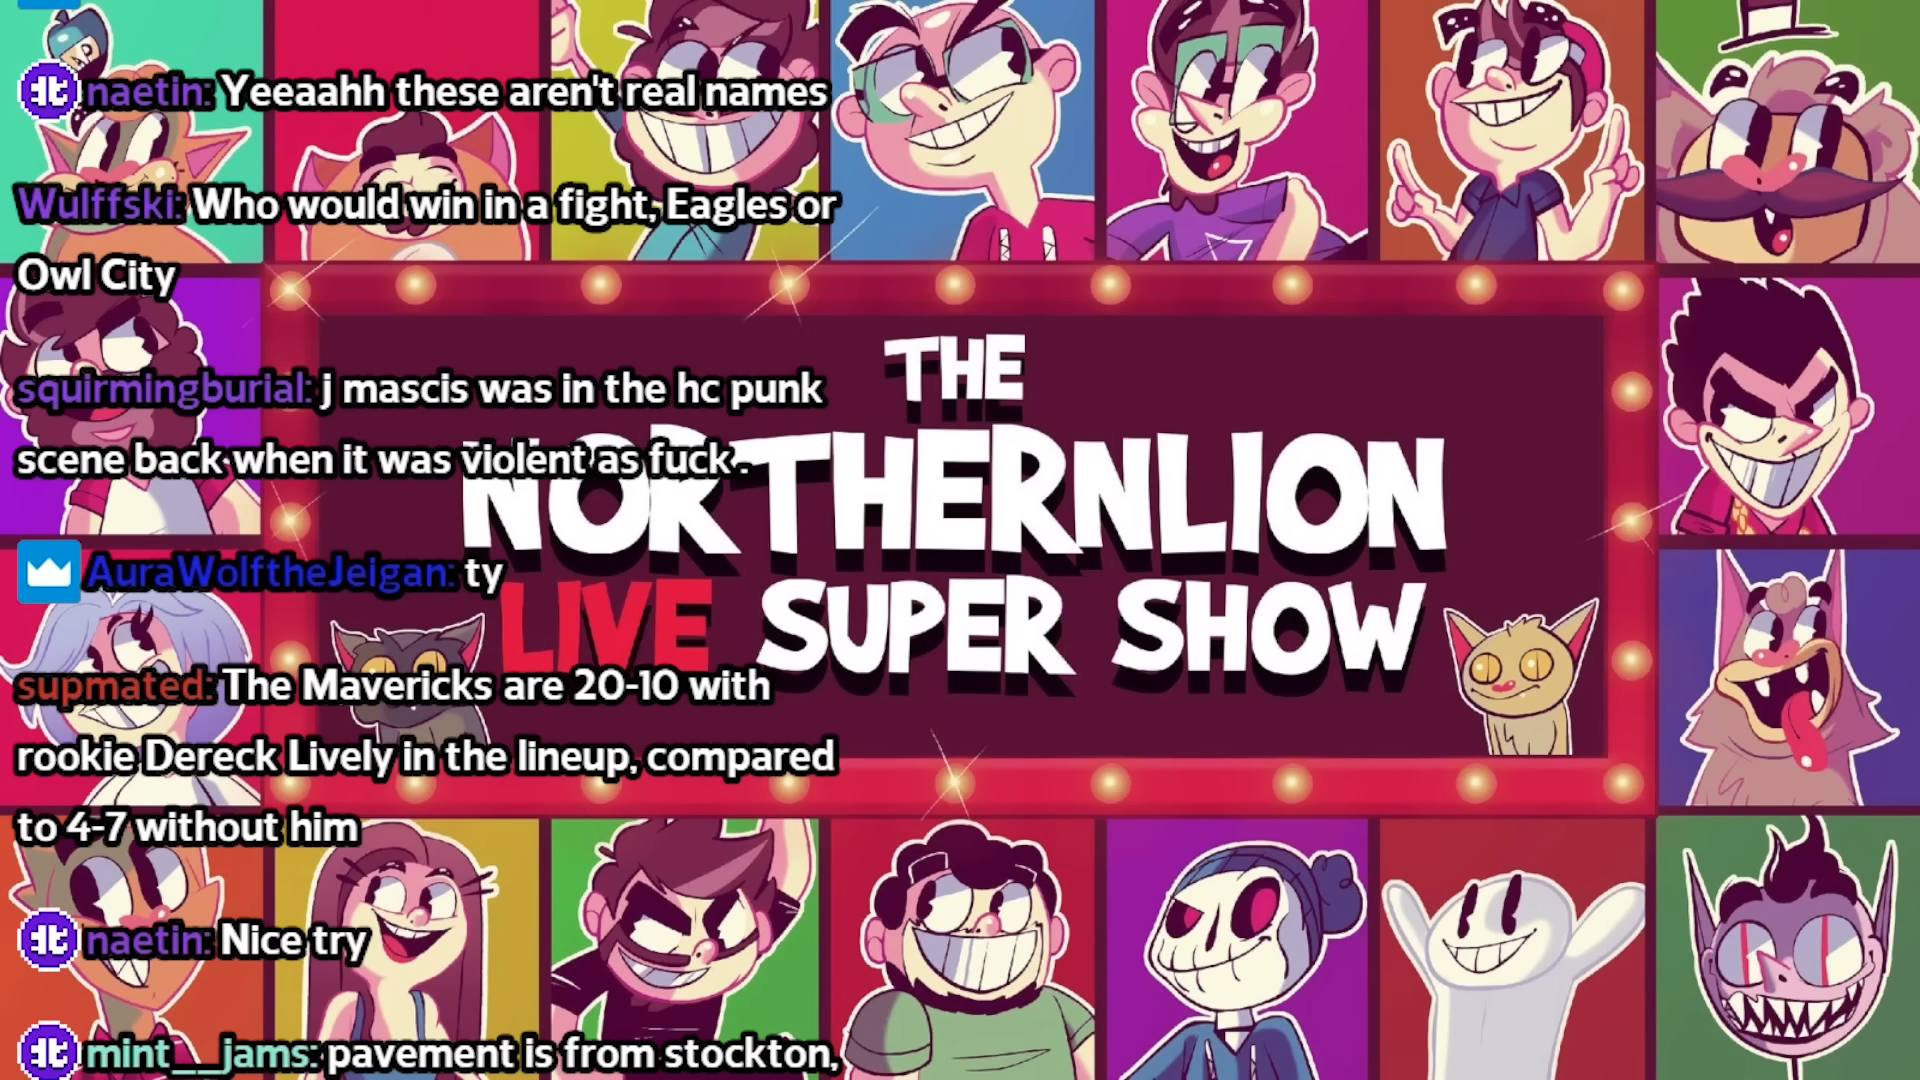 naetin: Yeeaahh these aren't real names
Wulffski: Who would win in a fight, Eagles or
Owl City
squirmingburial: j mascis was in the hc punk
scene back when it was violent as fuck.
AuraWolftheJeigan: ty
supmated: The Mavericks are 20-10 with
rookie Dereck Lively in the lineup, compared
to 4-7 without him
naetin: Nice try
mint__jams: pavement is from stockton,
THE
NORTHERNLION
LIVE SUPER SHOW